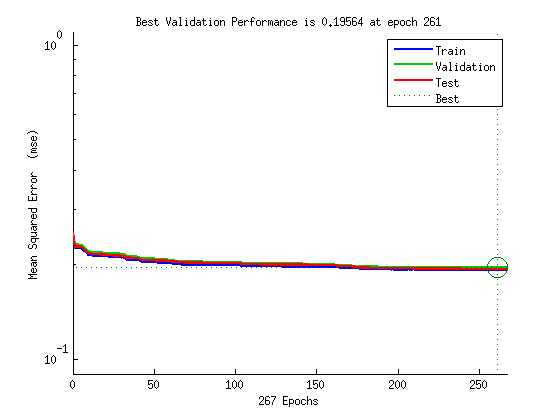 Best Validation Performance is 0.19564 at epoch 261
10^0
Train
Validation
Test
Best
Mean Squared Error (mse)
10^-1
0 50 100 150 200 250
267 Epochs